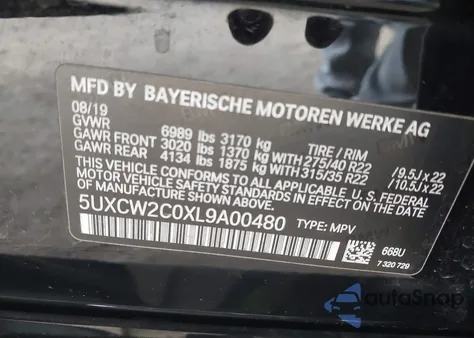 MFD BY BAYERISCHE MOTOREN WERKE AG
08/19
GVWR 6989 lbs 3170 kg TIRE / RIM
GAWR FRONT 3020 lbs 1370 kg WITH 275/40 R22 /9.5J x 22
GAWR REAR 4134 lbs 1875 kg WITH 315/35 R22 /10.5J x 22
THIS VEHICLE CONFORMS TO ALL APPLICABLE U.S. FEDERAL
MOTOR VEHICLE SAFETY STANDARDS IN EFFECT ON THE
DATE OF MANUFACTURE SHOWN ABOVE.
5UXCW2C0XL9A00480 TYPE: MPV
668U
7 320 729
autoSnap